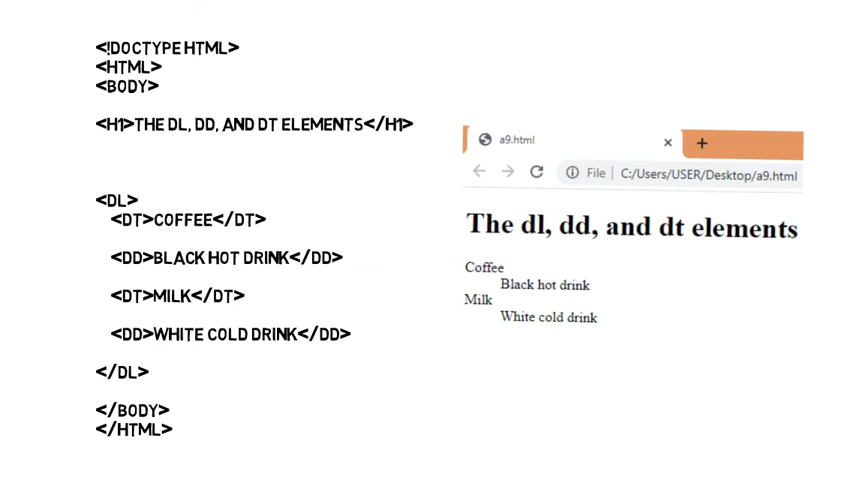 <!DOCTYPE HTML>
<HTML>
<BODY>
<H1>THE DL, DD, AND DT ELEMENTS</H1>
<DL>
<DT>COFFEE</DT>
<DD>BLACK HOT DRINK</DD>
<DT>MILK</DT>
<DD>WHITE COLD DRINK</DD>
</DL>
</BODY>
</HTML>
a9.html
File | C:/Users/USER/Desktop/a9.html
The dl, dd, and dt elements
Coffee
Black hot drink
Milk
White cold drink